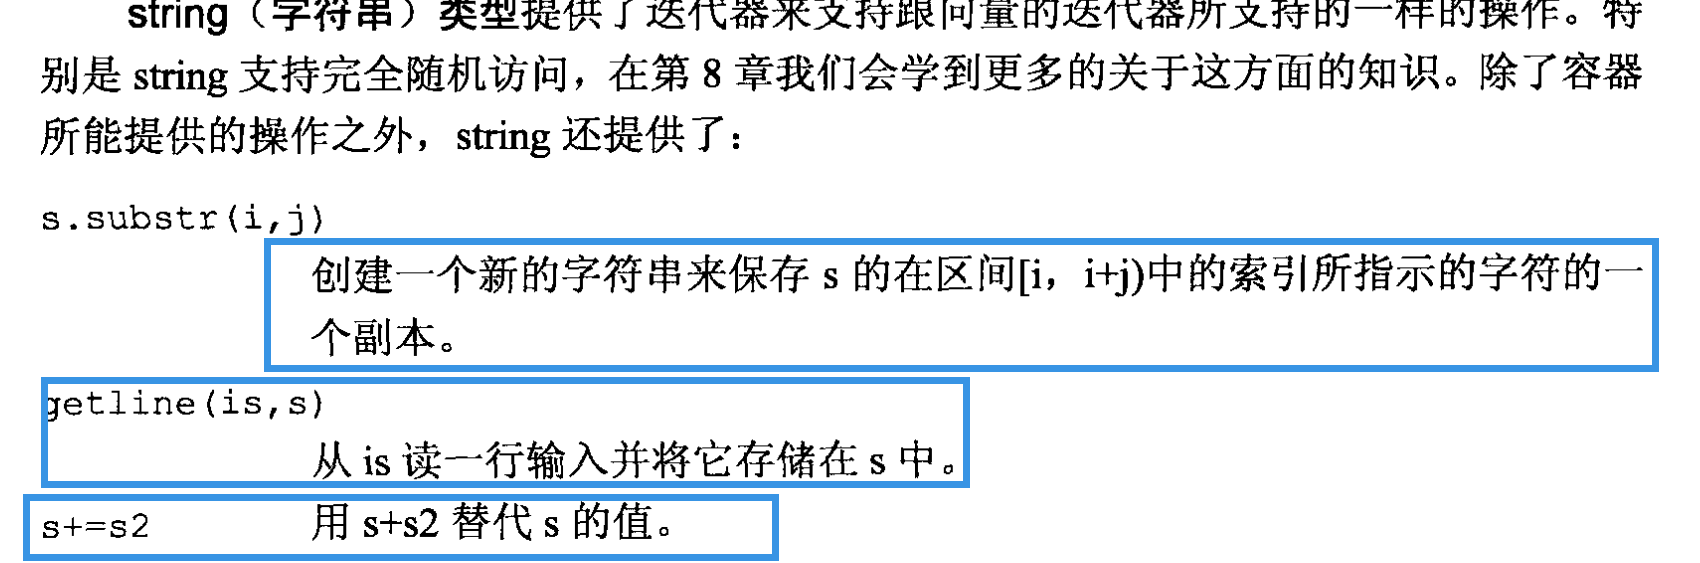 string（字符串）类型提供了迭代器来支持跟向量的迭代器所支持的一样的操作。特
别是 string 支持完全随机访问，在第 8 章我们会学到更多的关于这方面的知识。除了容器
所能提供的操作之外，string 还提供了：
s.substr(i,j)
创建一个新的字符串来保存 s 的在区间[i，i+j)中的索引所指示的字符的一
个副本。
getline(is,s)
从 is 读一行输入并将它存储在 s 中。
s+=s2 用 s+s2 替代 s 的值。